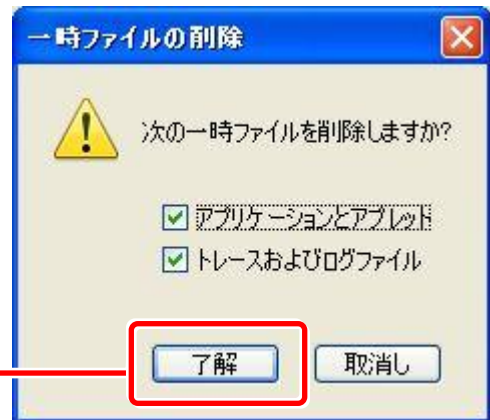 一時ファイルの削除
次の一時ファイルを削除しますか?
アプリケーションとアプレット
トレースおよびログファイル
了解 取消し